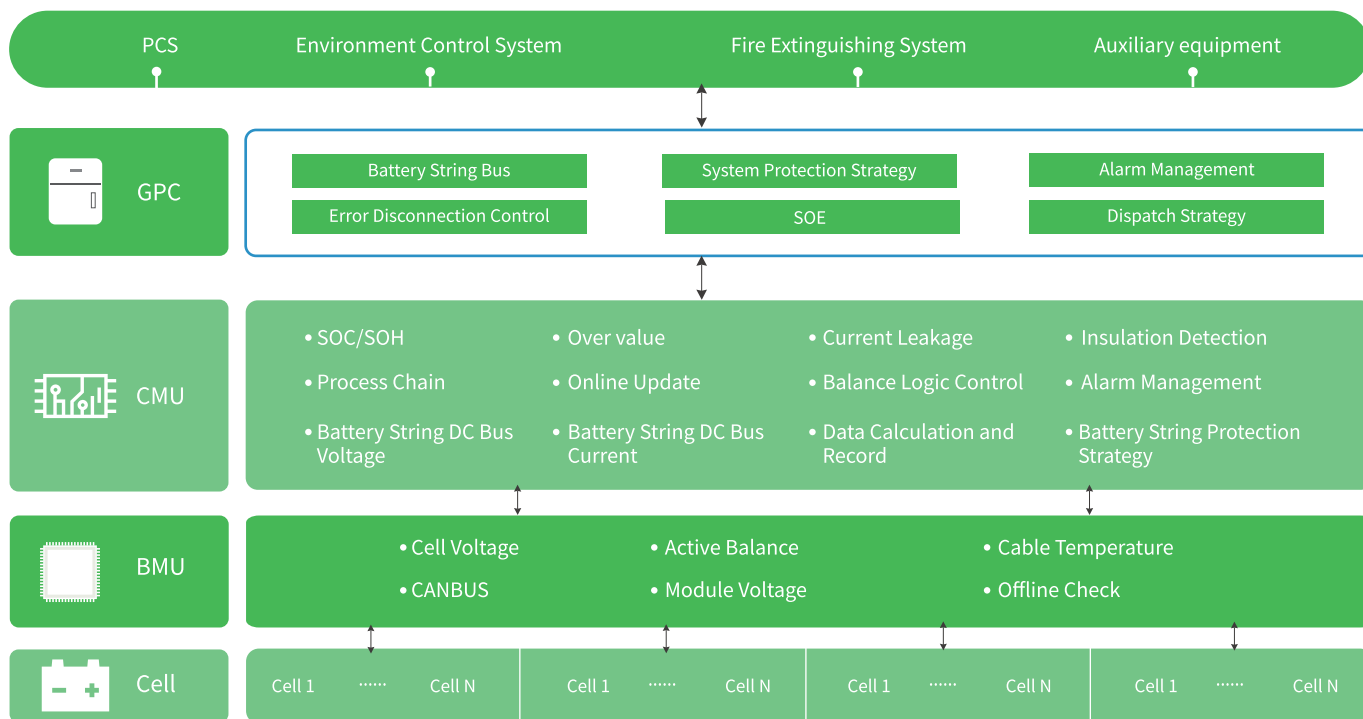 PCS Environment Control System Fire Extinguishing System Auxiliary equipment
GPC
Battery String Bus System Protection Strategy Alarm Management
Error Disconnection Control SOE Dispatch Strategy
CMU
• SOC/SOH • Over value • Current Leakage • Insulation Detection
• Process Chain • Online Update • Balance Logic Control • Alarm Management
• Battery String DC Bus • Battery String DC Bus • Data Calculation and • Battery String Protection
Voltage Current Record Strategy
BMU
• Cell Voltage • Active Balance • Cable Temperature
• CANBUS • Module Voltage • Offline Check
Cell
Cell 1 ...... Cell N Cell 1 ...... Cell N Cell 1 ...... Cell N Cell 1 ...... Cell N